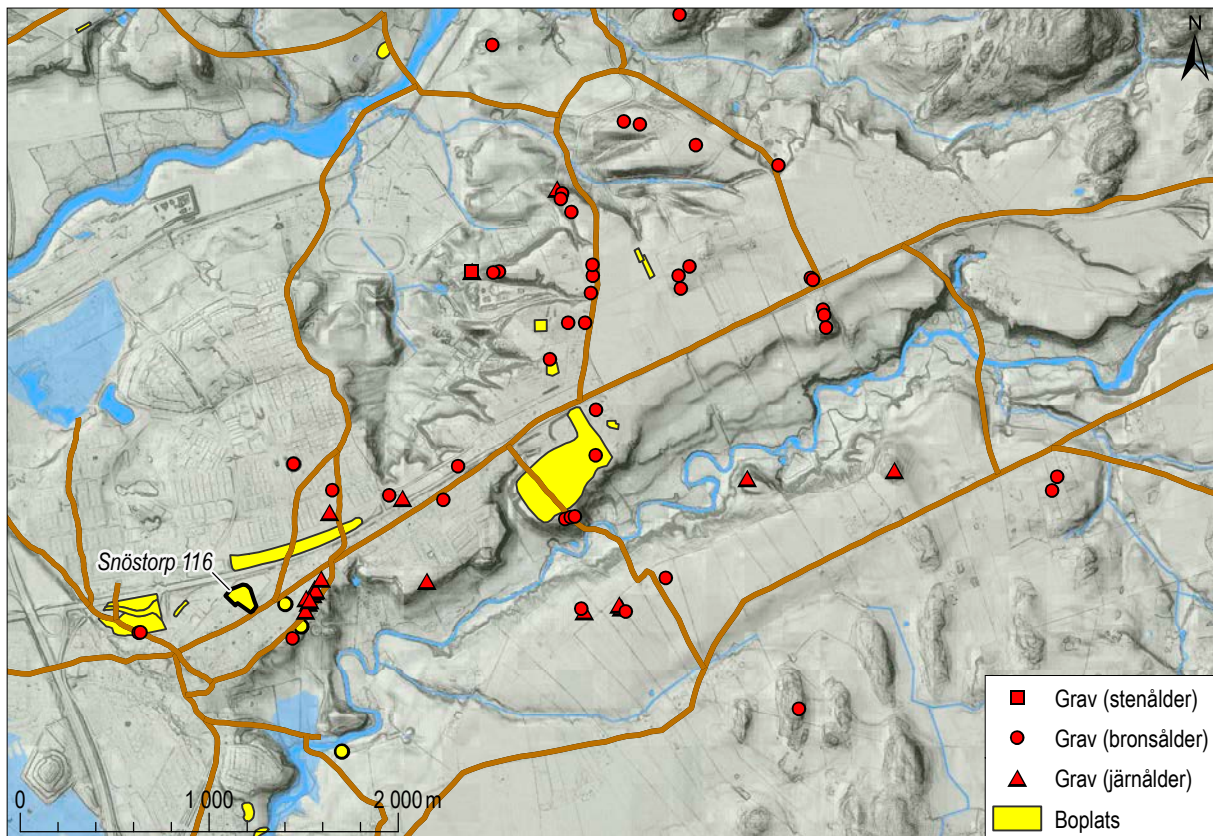 N
Snöstorp 116
0 1 000 2 000 m
Grav (stenålder)
Grav (bronsålder)
Grav (järnålder)
Boplats